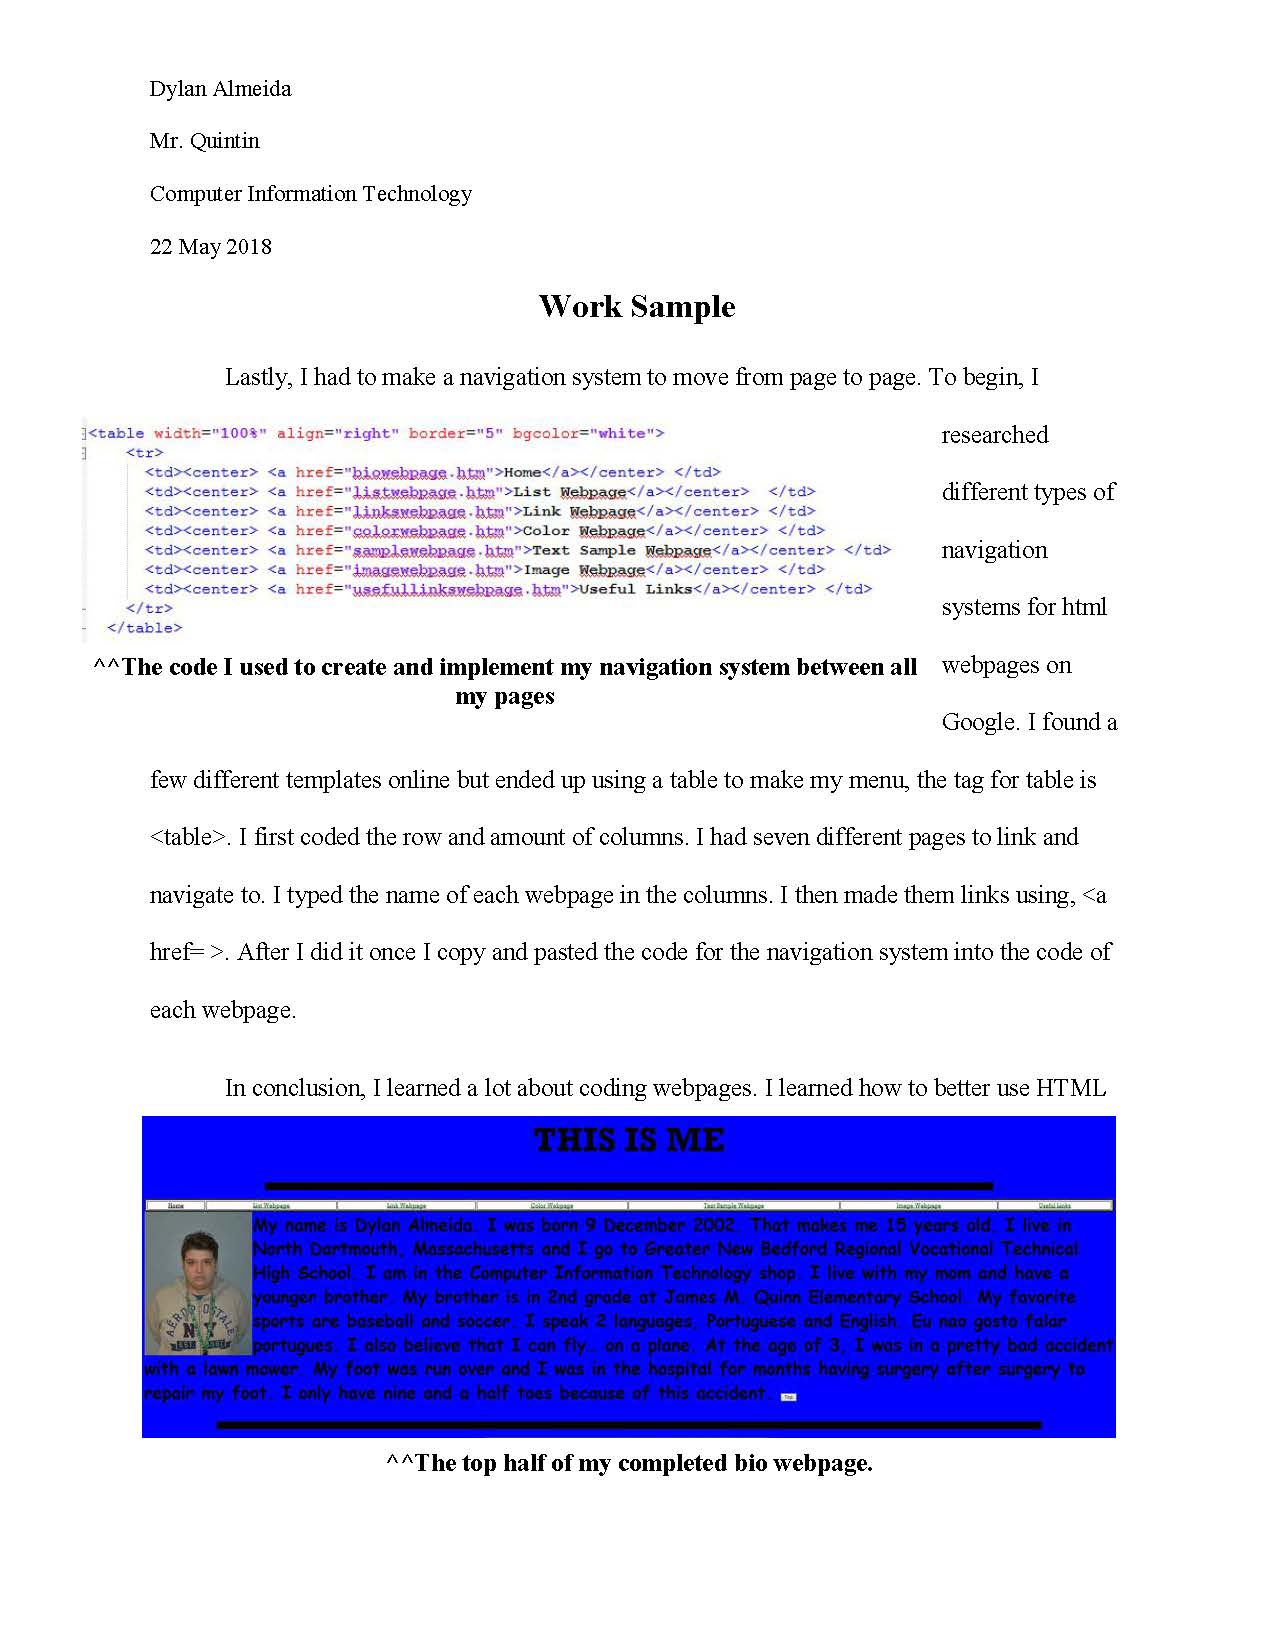 Dylan Almeida
Mr. Quintin
Computer Information Technology
22 May 2018
Work Sample
Lastly, I had to make a navigation system to move from page to page. To begin, I
<table width="100%" align="right" border="5" bgcolor="white">
<tr>
<td><center> <a href="biowebpage.htm">Home</a></center> </td>
<td><center> <a href="listwebpage.htm">List Webpage</a></center>  </td>
<td><center> <a href="linkswebpage.htm">Link Webpage</a></center> </td>
<td><center> <a href="colorwebpage.htm">Color Webpage</a></center> </td>
<td><center> <a href="samplewebpage.htm">Text Sample Webpage</a></center> </td>
<td><center> <a href="imagewebpage.htm">Image Webpage</a></center> </td>
<td><center> <a href="usefullinkswebpage.htm">Useful Links</a></center> </td>
</tr>
</table>
^^The code I used to create and implement my navigation system between all
my pages
researched
different types of
navigation
systems for html
webpages on
Google. I found a
few different templates online but ended up using a table to make my menu, the tag for table is
<table>. I first coded the row and amount of columns. I had seven different pages to link and
navigate to. I typed the name of each webpage in the columns. I then made them links using, <a
href= >. After I did it once I copy and pasted the code for the navigation system into the code of
each webpage.
In conclusion, I learned a lot about coding webpages. I learned how to better use HTML
THIS IS ME
Home List Webpage Link Webpage Color Webpage Text Sample Webpage Image Webpage Useful Links
My name is Dylan Almeida. I was born 9 December 2002. That makes me 15 years old. I live in
North Dartmouth, Massachusetts and I go to Greater New Bedford Regional Vocational Technical
High School. I am in the Computer Information Technology shop. I live with my mom and have a
younger brother. My brother is in 2nd grade at James M. Quinn Elementary School. My favorite
sports are baseball and soccer. I speak 2 languages, Portuguese and English. Eu nao gosto falar
portugues. I also believe that I can fly... on a plane. At the age of 3, I was in a pretty bad accident
with a lawn mower. My foot was run over and I was in the hospital for months having surgery after surgery to
repair my foot. I only have nine and a half toes because of this accident. Top
AÉROPOSTALE
NY
^^The top half of my completed bio webpage.